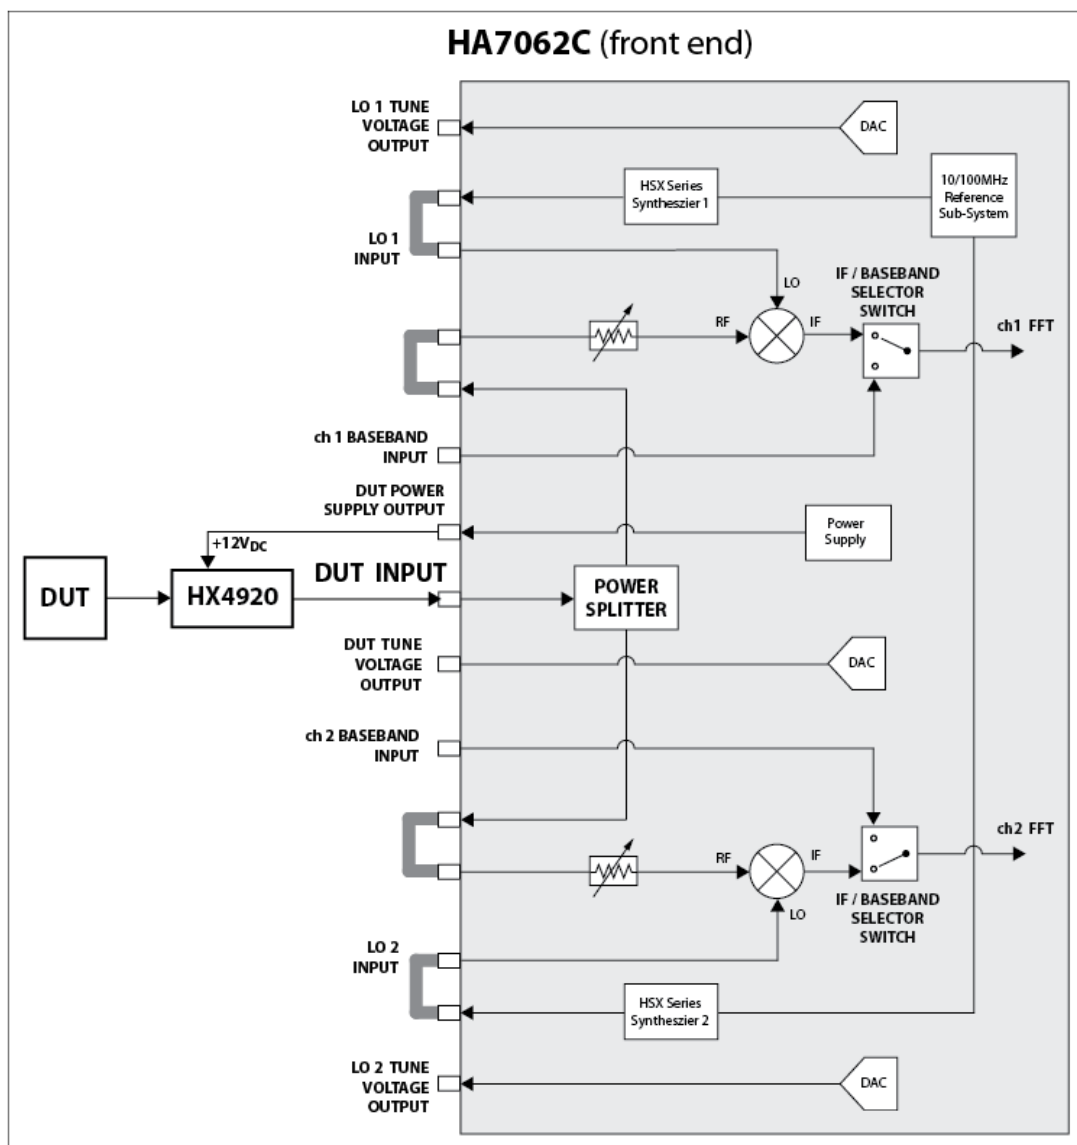 HA7062C (front end)
LO 1 TUNE
VOLTAGE
OUTPUT
DAC
HSX Series
Syntheszier 1
10/100MHz
Reference
Sub-System
LO 1
INPUT
LO
IF / BASEBAND
SELECTOR
SWITCH
RF
IF
ch1 FFT
ch 1 BASEBAND
INPUT
DUT POWER
SUPPLY OUTPUT
Power
Supply
+12VDC
DUT
HX4920
DUT INPUT
POWER
SPLITTER
DUT TUNE
VOLTAGE
OUTPUT
DAC
ch 2 BASEBAND
INPUT
ch2 FFT
RF
IF
LO
IF / BASEBAND
SELECTOR
SWITCH
LO 2
INPUT
HSX Series
Syntheszier 2
LO 2 TUNE
VOLTAGE
OUTPUT
DAC